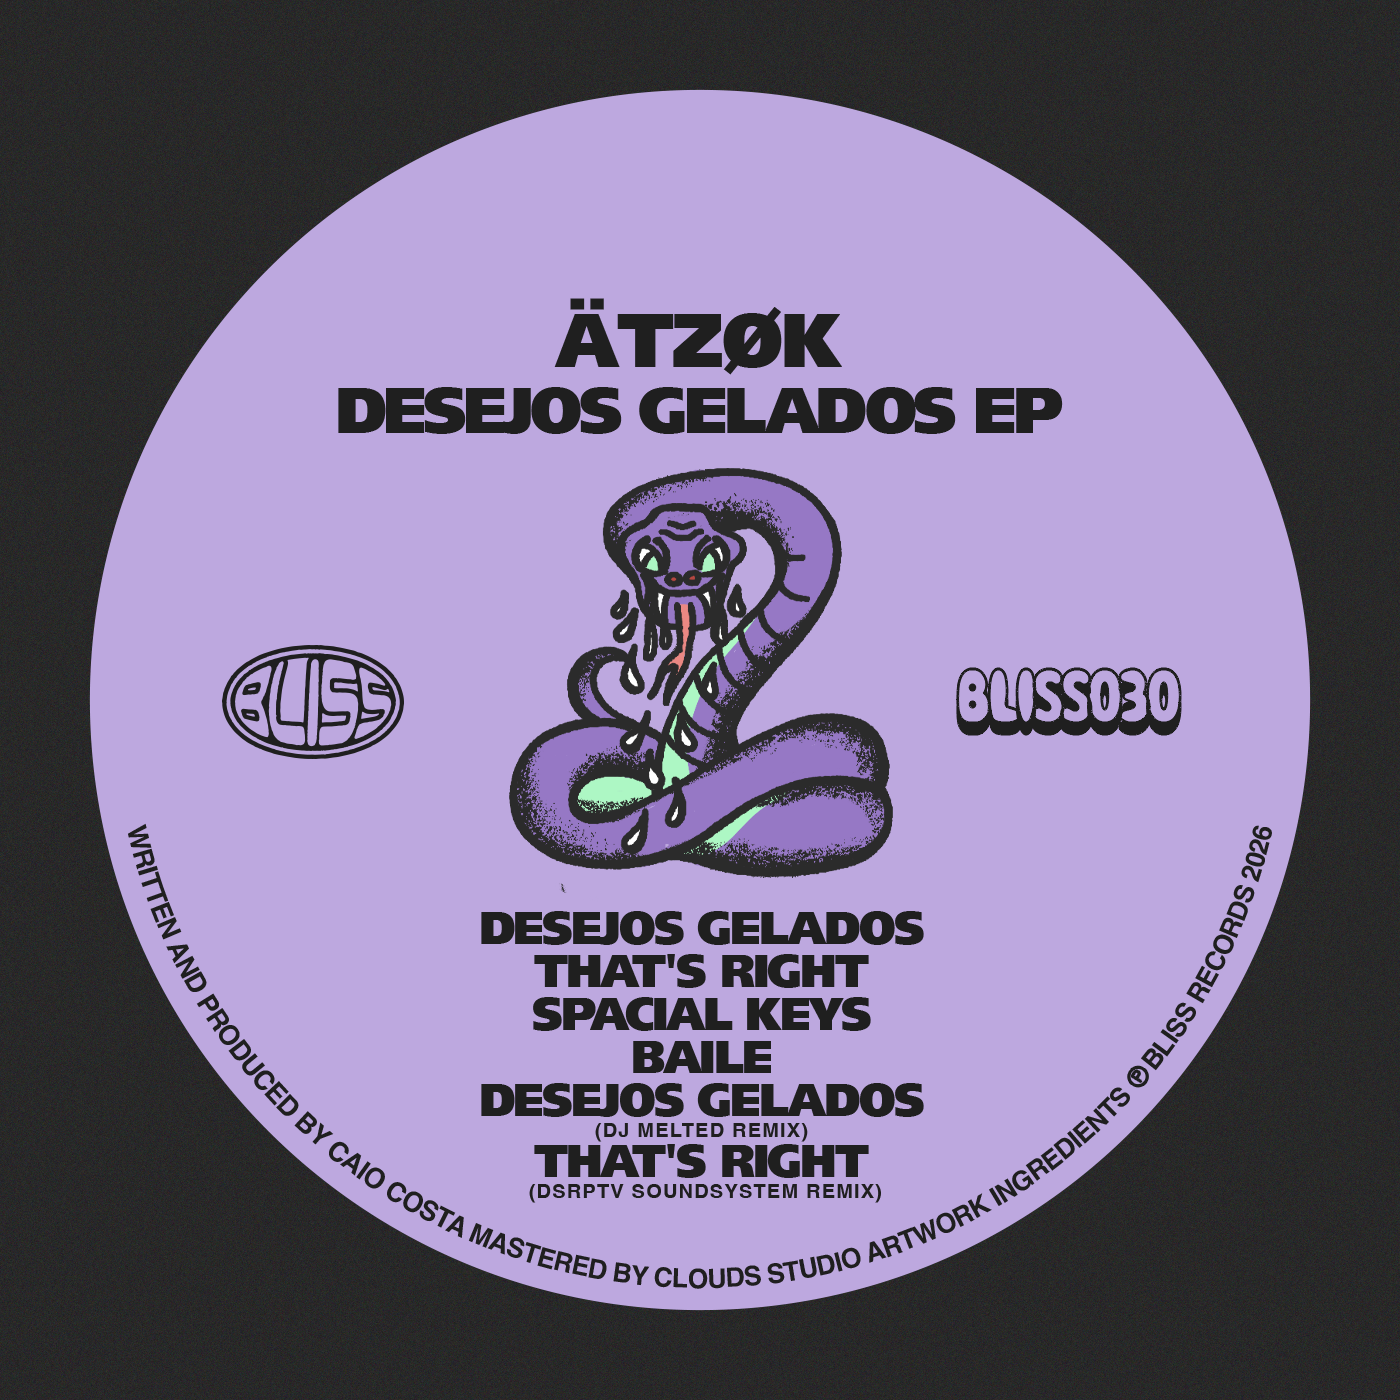 ÄTZØK
DESEJOS GELADOS EP
BLISS
BLISS030
DESEJOS GELADOS
THAT'S RIGHT
SPACIAL KEYS
BAILE
DESEJOS GELADOS
(DJ MELTED REMIX)
THAT'S RIGHT
(DSRPTV SOUNDSYSTEM REMIX)
WRITTEN AND PRODUCED BY CAIO COSTA MASTERED BY CLOUDS STUDIO ARTWORK INGREDIENTS ℗ BLISS RECORDS 2026